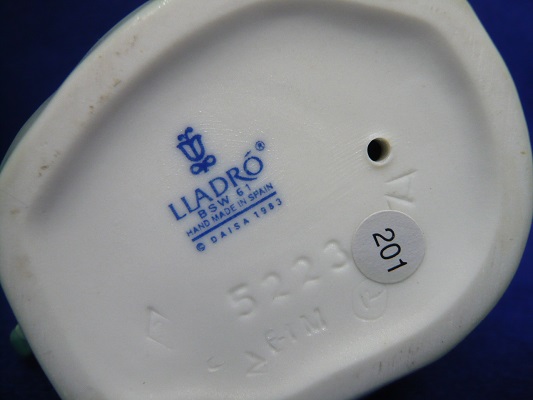 LLADRÓ®
BSW 61
HAND MADE IN SPAIN
© DAISA 1983
5223
201